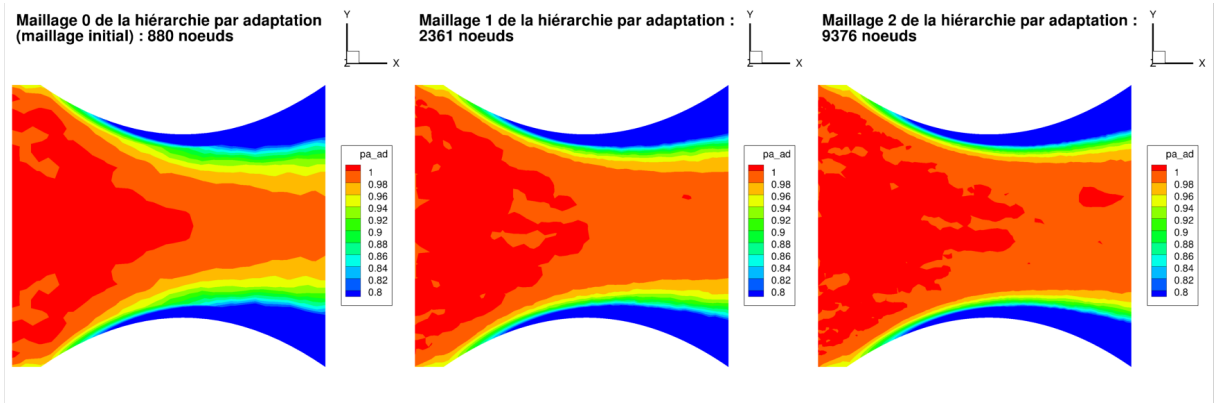 Maillage 0 de la hiérarchie par adaptation
(maillage initial) : 880 noeuds
Y
Z
X
pa_ad
1
0.98
0.96
0.94
0.92
0.9
0.88
0.86
0.84
0.82
0.8
Maillage 1 de la hiérarchie par adaptation :
2361 noeuds
Y
Z
X
pa_ad
1
0.98
0.96
0.94
0.92
0.9
0.88
0.86
0.84
0.82
0.8
Maillage 2 de la hiérarchie par adaptation :
9376 noeuds
Y
Z
X
pa_ad
1
0.98
0.96
0.94
0.92
0.9
0.88
0.86
0.84
0.82
0.8